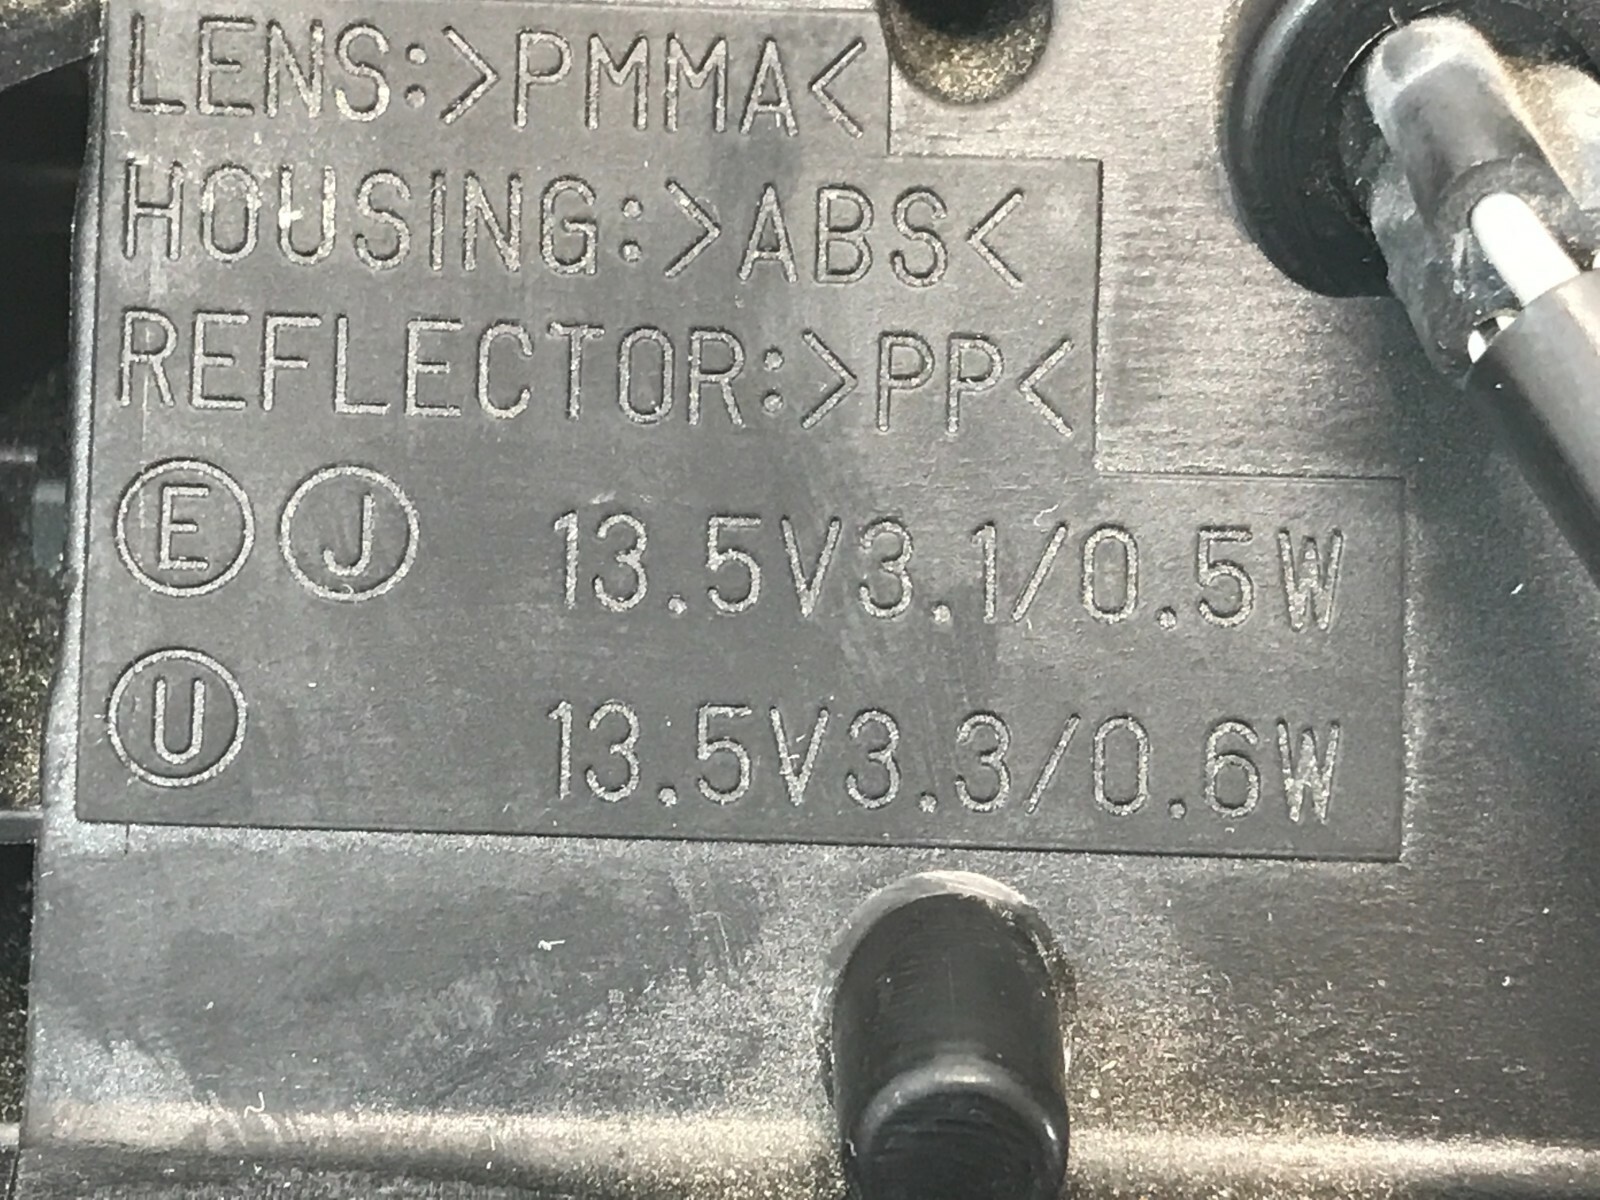 LENS:>PMMA<
HOUSING:>ABS<
REFLECTOR:>PP<
E J 13.5V3.1/0.5W
U 13.5V3.3/0.6W